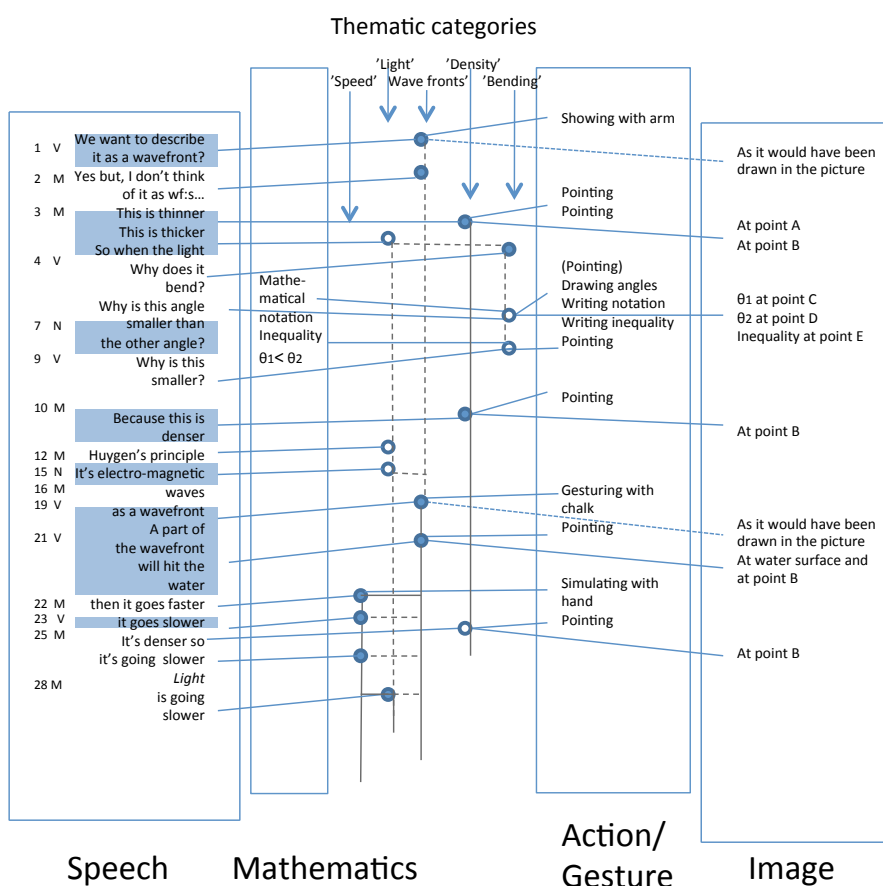 Thematic categories
'Light'
'Density'
'Speed'
Wave fronts'
'Bending'
1 V We want to describe
it as a wavefront?
2 M Yes but, I don't think
of it as wf:s...
3 M This is thinner
This is thicker
So when the light
4 V
Why does it
bend?
Why is this angle
7 N smaller than
the other angle?
9 V Why is this
smaller?
10 M
Because this is
denser
12 M Huygen's principle
15 N It's electro-magnetic
16 M waves
19 V as a wavefront
A part of
21 V the wavefront
will hit the
water
22 M then it goes faster
23 V it goes slower
25 M It's denser so
it's going slower
Light
28 M is going
slower
Mathe-
matical
notation
Inequality
θ1< θ2
Showing with arm
Pointing
Pointing
(Pointing)
Drawing angles
Writing notation
Writing inequality
Pointing
Pointing
Gesturing with
chalk
Pointing
Simulating with
hand
Pointing
As it would have been
drawn in the picture
At point A
At point B
θ1 at point C
θ2 at point D
Inequality at point E
At point B
As it would have been
drawn in the picture
At water surface and
at point B
At point B
Speech
Mathematics
Action/
Gesture
Image